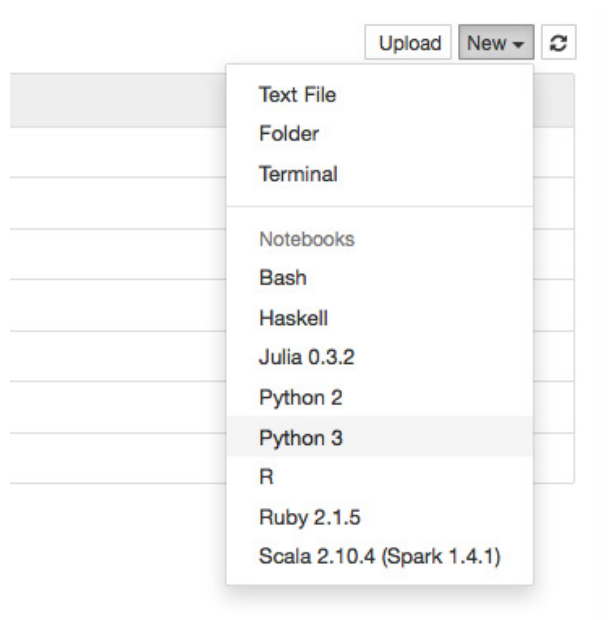 Upload New
Text File
Folder
Terminal
Notebooks
Bash
Haskell
Julia 0.3.2
Python 2
Python 3
R
Ruby 2.1.5
Scala 2.10.4 (Spark 1.4.1)